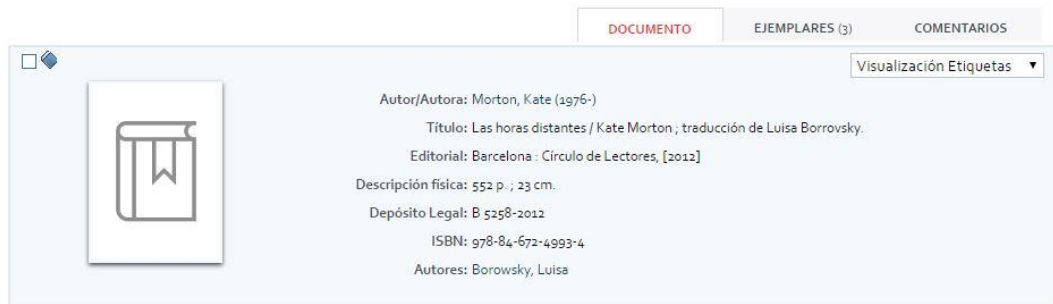 DOCUMENTO EJEMPLARES (3) COMENTARIOS
Visualización Etiquetas
Autor/Autora: Morton, Kate (1976-)
Título: Las horas distantes / Kate Morton ; traducción de Luisa Borrovsky.
Editorial: Barcelona : Círculo de Lectores, [2012]
Descripción física: 552 p. ; 23 cm.
Depósito Legal: B 5258-2012
ISBN: 978-84-672-4993-4
Autores: Borowsky, Luisa